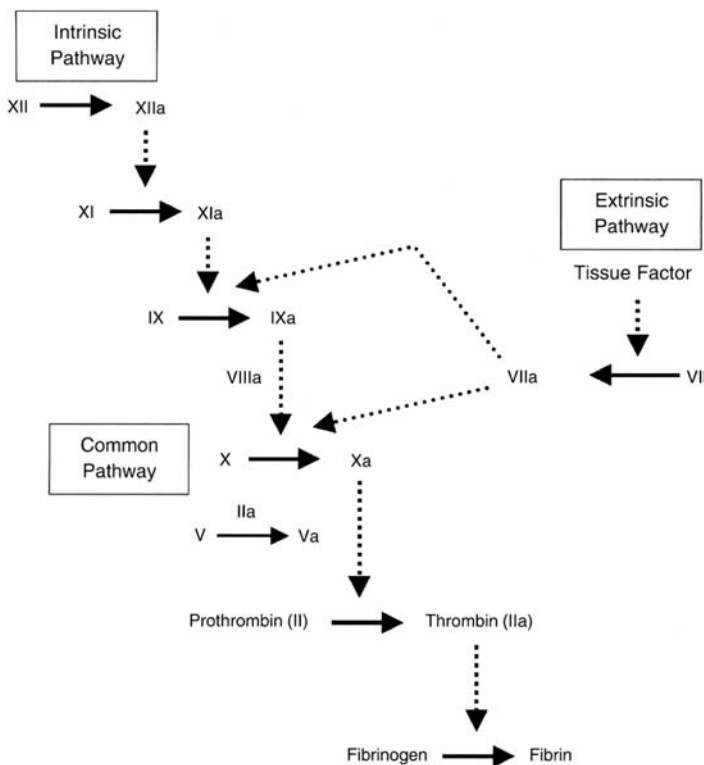 Intrinsic
Pathway
XII
XIIa
XI
XIa
Extrinsic
Pathway
Tissue Factor
IX
IXa
VIIIa
VIIa
VII
Common
Pathway
X
Xa
IIa
V
Va
Prothrombin (II)
Thrombin (IIa)
Fibrinogen
Fibrin